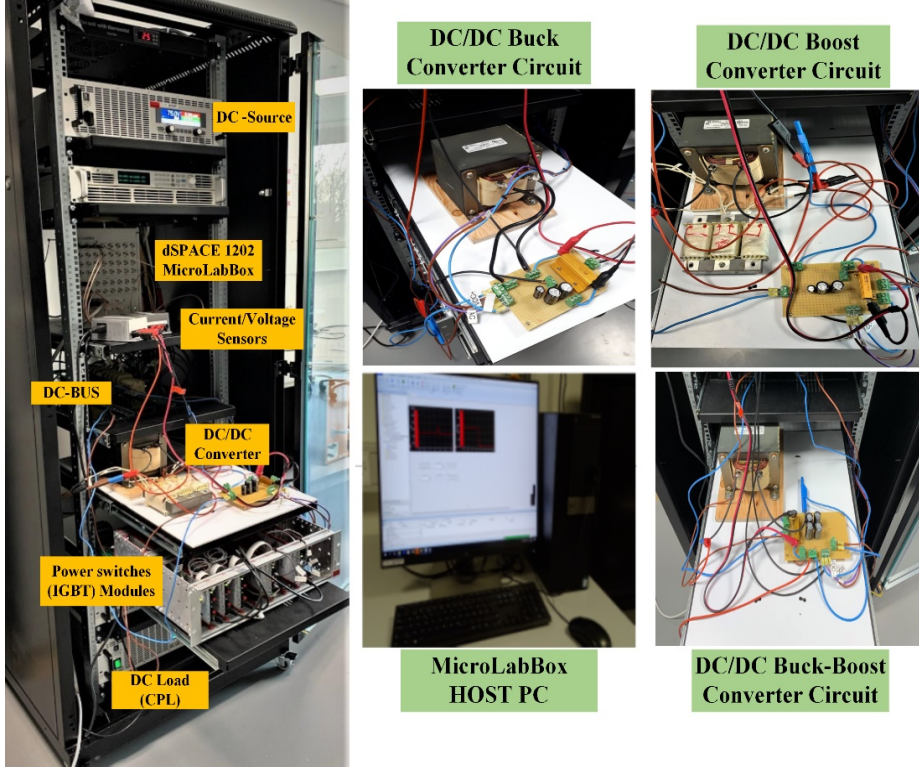 DC/DC Buck
Converter Circuit
DC/DC Boost
Converter Circuit
DC -Source
dSPACE 1202
MicroLabBox
Current/Voltage
Sensors
DC-BUS
DC/DC
Converter
Power switches
(IGBT) Modules
DC Load
(CPL)
MicroLabBox
HOST PC
DC/DC Buck-Boost
Converter Circuit